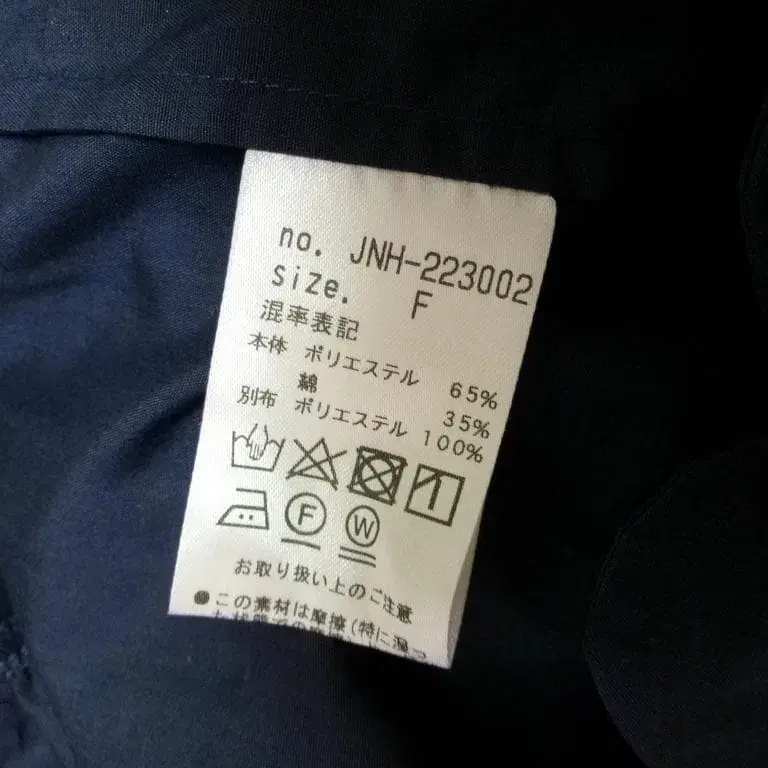 no. JNH-223002
size. F
混率表記
本体 ポリエステル 65%
綿 35%
別布 ポリエステル 100%
F W
お取り扱い上のご注意
●この素材は摩擦(特に湿っ